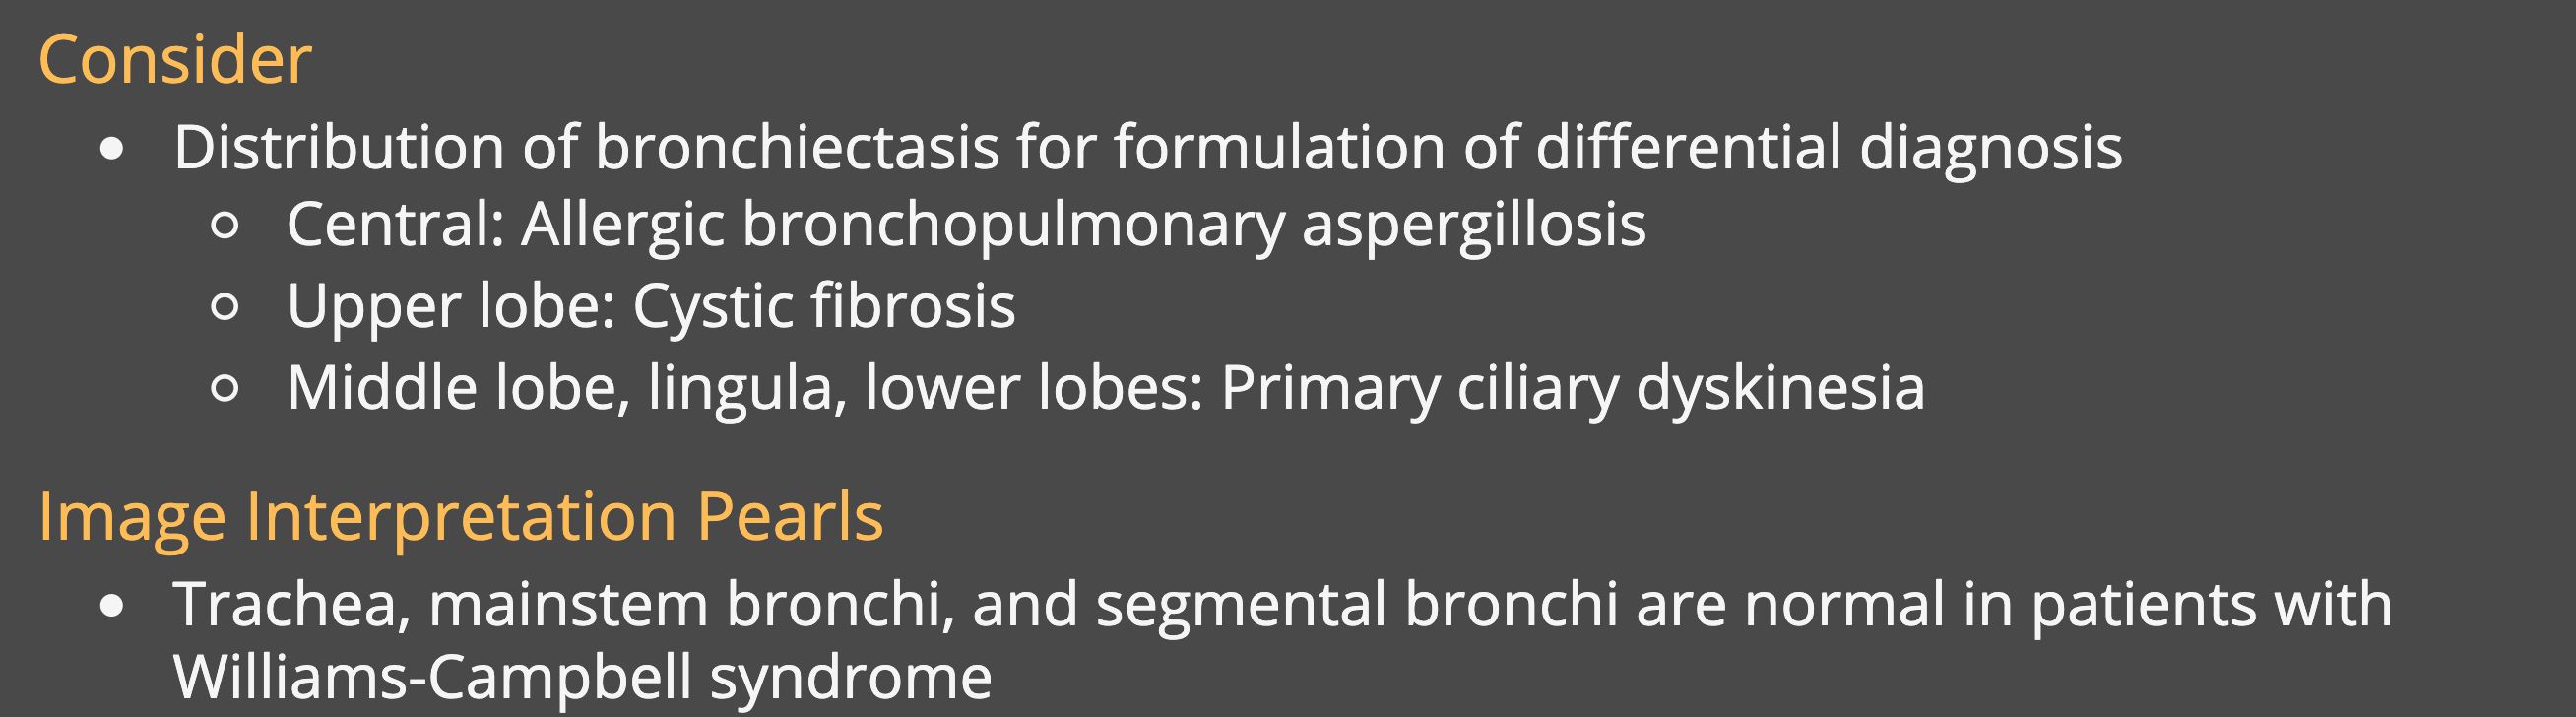 Consider
• Distribution of bronchiectasis for formulation of differential diagnosis
○ Central: Allergic bronchopulmonary aspergillosis
○ Upper lobe: Cystic fibrosis
○ Middle lobe, lingula, lower lobes: Primary ciliary dyskinesia
Image Interpretation Pearls
• Trachea, mainstem bronchi, and segmental bronchi are normal in patients with
Williams-Campbell syndrome